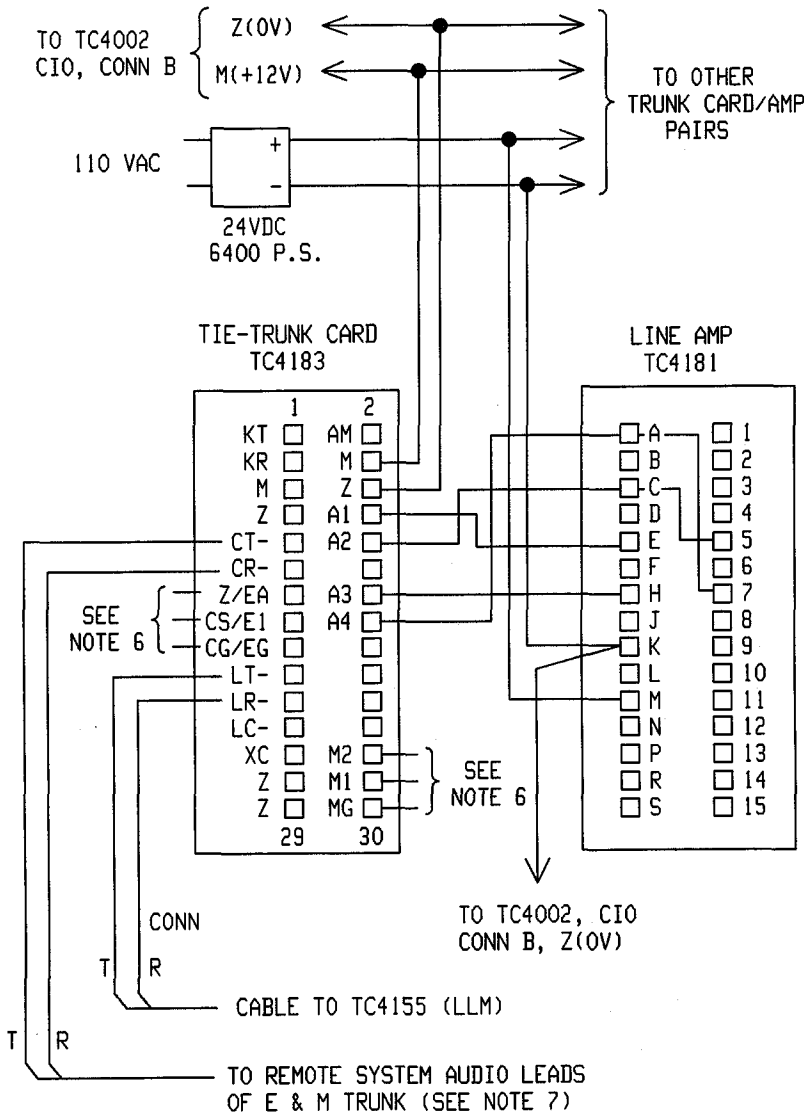 TO TC4002
CIO, CONN B
Z(0V)
M(+12V)
TO OTHER
TRUNK CARD/AMP
PAIRS
110 VAC
+
-
24VDC
6400 P.S.
TIE-TRUNK CARD
TC4183
1 2
KT AM
KR M
M Z
Z A1
CT- A2
CR-
Z/EA A3
CS/E1 A4
CG/EG
LT-
LR-
LC-
XC M2
Z M1
Z MG
29 30
SEE
NOTE 6
SEE
NOTE 6
LINE AMP
TC4181
A 1
B 2
C 3
D 4
E 5
F 6
H 7
J 8
K 9
L 10
M 11
N 12
P 13
R 14
S 15
TO TC4002, CIO
CONN B, Z(0V)
CONN
T R
CABLE TO TC4155 (LLM)
T R
TO REMOTE SYSTEM AUDIO LEADS
OF E & M TRUNK (SEE NOTE 7)